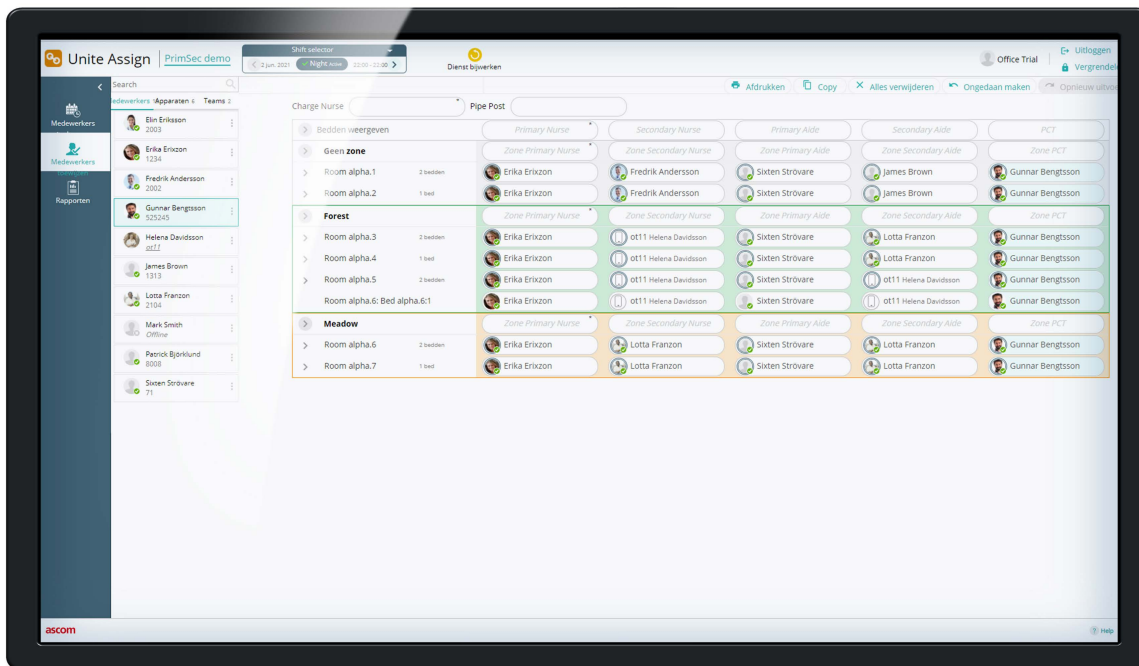 Unite Assign PrimSec demo
Shift selector
2 jun. 2021 Night Active 22:00 - 22:00
Dienst bijwerken
Office Trial
Uitloggen
Search
Afdrukken Copy Alles verwijderen Ongedaan maken
Medewerkers
Medewerkers
Rapporten
Apparaten 6 Teams
Charge Nurse * Pipe Post
Bedden weergeven Primary Nurse * Secondary Nurse Primary Aide Secondary Aide PCT
Geen zone Zone Primary Nurse * Zone Secondary Nurse Zone Primary Aide Zone Secondary Aide Zone PCT
Room alpha.1 2 bedden Erika Erixzon Fredrik Andersson Sixten Strövare James Brown Gunnar Bengtsson
Room alpha.2 1 bed Erika Erixzon Fredrik Andersson Sixten Strövare James Brown Gunnar Bengtsson
Forest Zone Primary Nurse * Zone Secondary Nurse Zone Primary Aide Zone Secondary Aide Zone PCT
Room alpha.3 2 bedden Erika Erixzon ot11 Helena Davidsson Sixten Strövare Lotta Franzon Gunnar Bengtsson
Room alpha.4 1 bed Erika Erixzon ot11 Helena Davidsson Sixten Strövare Lotta Franzon Gunnar Bengtsson
Room alpha.5 2 bedden Erika Erixzon ot11 Helena Davidsson Sixten Strövare ot11 Helena Davidsson Gunnar Bengtsson
Room alpha.6: Bed alpha.6:1 Erika Erixzon ot11 Helena Davidsson Sixten Strövare ot11 Helena Davidsson Gunnar Bengtsson
Meadow Zone Primary Nurse * Zone Secondary Nurse Zone Primary Aide Zone Secondary Aide Zone PCT
Room alpha.6 2 bedden Erika Erixzon Lotta Franzon Sixten Strövare Lotta Franzon Gunnar Bengtsson
Room alpha.7 1 bed Erika Erixzon Lotta Franzon Sixten Strövare Lotta Franzon Gunnar Bengtsson
Elin Eriksson
2003
Erika Erixzon
1234
Fredrik Andersson
2002
Gunnar Bengtsson
525245
Helena Davidsson
ot11
James Brown
1313
Lotta Franzon
2104
Mark Smith
Offline
Patrick Björklund
8008
Sixten Strövare
71
ascom
? Help